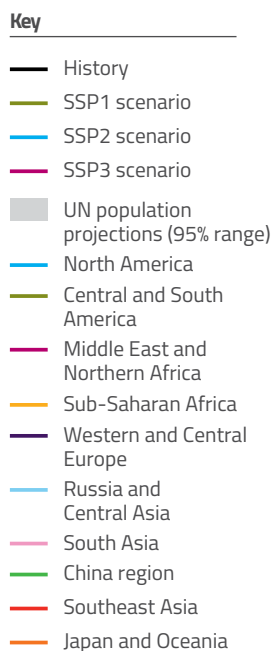 Key
History
SSP1 scenario
SSP2 scenario
SSP3 scenario
UN population
projections (95% range)
North America
Central and South
America
Middle East and
Northern Africa
Sub-Saharan Africa
Western and Central
Europe
Russia and
Central Asia
South Asia
China region
Southeast Asia
Japan and Oceania